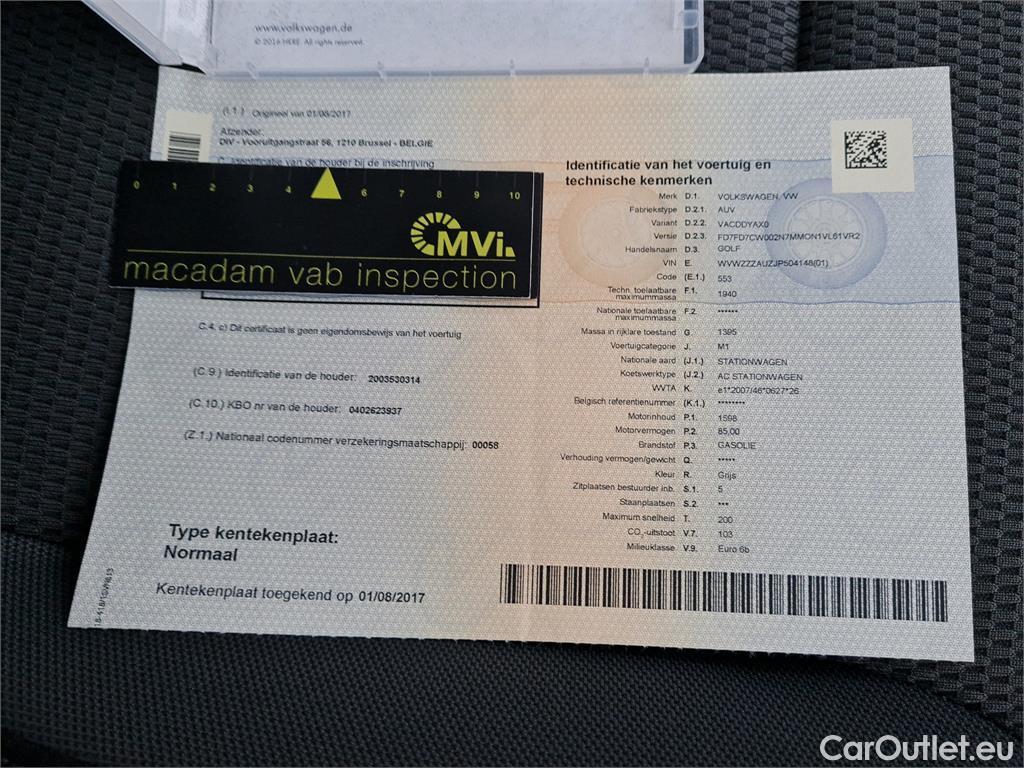 www.volkswagen.de
© 2016 HERE. All rights reserved.
(I.1.) Origineel van 01/08/2017
Afzender:
DIV - Vooruitgangstraat 56, 1210 Brussel - BELGIE
C. Identificatie van de houder bij de inschrijving
0 1 2 3 4 6 7 8 9 10
MVi.
macadam vab inspection
C.4. c) Dit certificaat is geen eigendomsbewijs van het voertuig
(C.9.) Identificatie van de houder: 2003530314
(C.10.) KBO nr van de houder: 0402623937
(Z.1.) Nationaal codenummer verzekeringsmaatschappij: 00058
Type kentekenplaat:
Normaal
Kentekenplaat toegekend op 01/08/2017
Identificatie van het voertuig en
technische kenmerken
Merk D.1. VOLKSWAGEN, VW
Fabriekstype D.2.1. AUV
Variant D.2.2. VACDDYAX0
Versie D.2.3. FD7FD7CW002N7MMON1VL61VR2
Handelsnaam D.3. GOLF
VIN E. WVWZZZAUZJP504148(01)
Code (E.1.) 553
Techn. toelaatbare
maximummassa F.1. 1940
Nationale toelaatbare
maximummassa F.2. ******
Massa in rijklare toestand G. 1395
Voertuigcategorie J. M1
Nationale aard (J.1.) STATIONWAGEN
Koetswerktype (J.2.) AC STATIONWAGEN
WVTA K. e1*2007/46*0627*26
Belgisch referentienummer (K.1.) ********
Motorinhoud P.1. 1598
Motorvermogen P.2. 85,00
Brandstof P.3. GASOLIE
Verhouding vermogen/gewicht Q. *****
Kleur R. Grijs
Zitplaatsen bestuurder inb. S.1. 5
Staanplaatsen S.2. ***
Maximum snelheid T. 200
CO₂-uitstoot V.7. 103
Milieuklasse V.9. Euro 6b
CarOutlet.eu